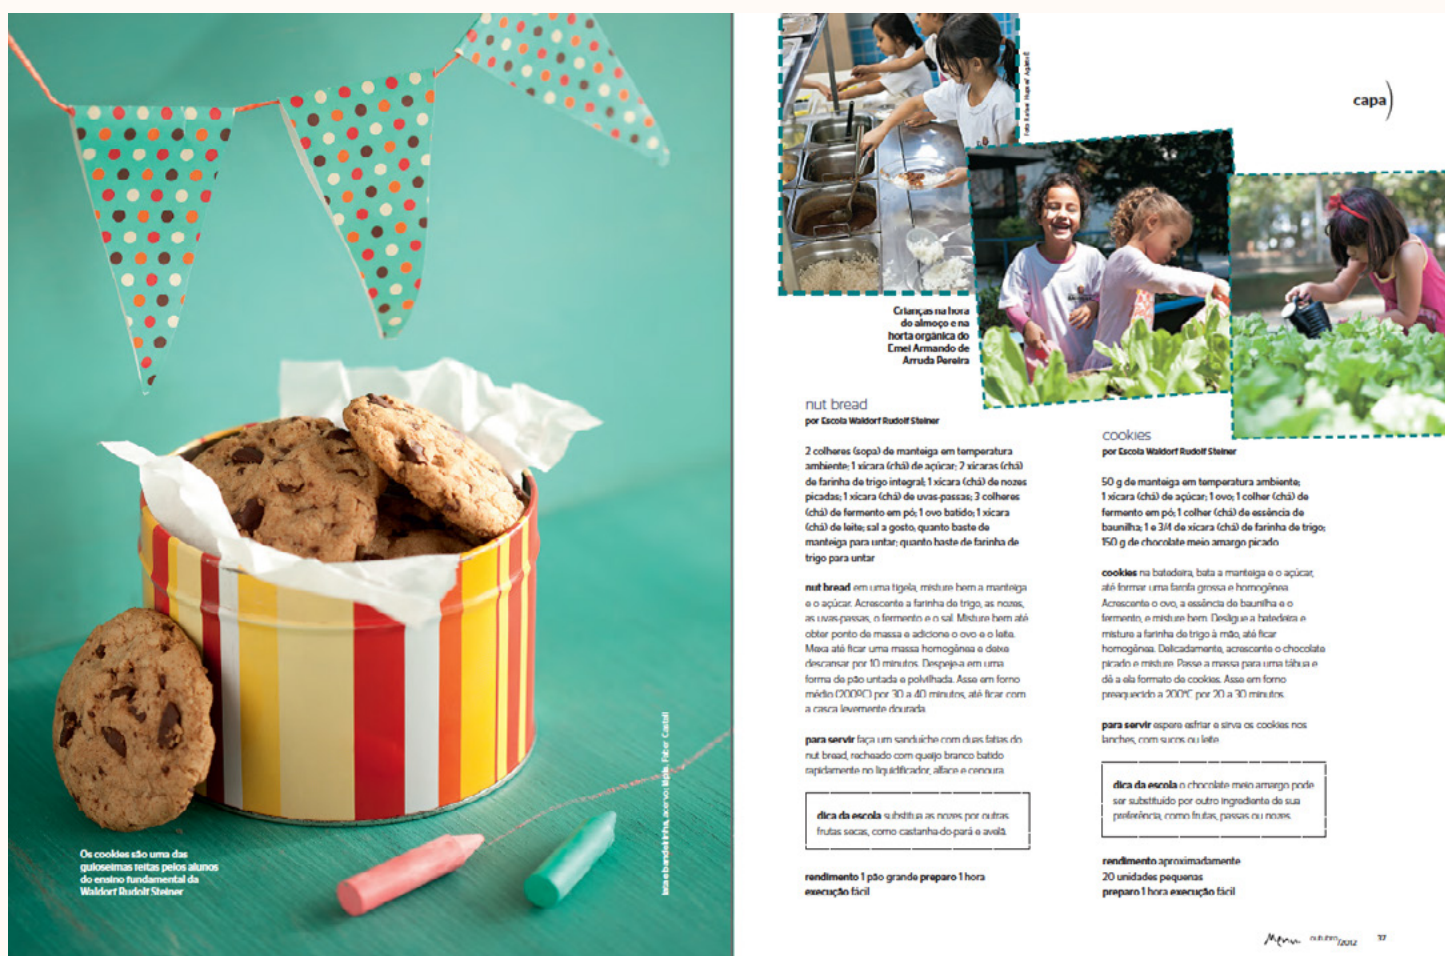 capa
Crianças na hora
do almoço e na
horta orgânica do
Emei Armando de
Arruda Pereira
nut bread
por Escola Waldorf Rudolf Steiner
2 colheres (sopa) de manteiga em temperatura
ambiente; 1 xícara (chá) de açúcar; 2 xícaras (chá)
de farinha de trigo integral; 1 xícara (chá) de nozes
picadas; 1 xícara (chá) de uvas-passas; 3 colheres
(chá) de fermento em pó; 1 ovo batido; 1 xícara
(chá) de leite; sal a gosto; quanto baste de
manteiga para untar; quanto baste de farinha de
trigo para untar
nut bread em uma tigela, misture bem a manteiga
e o açúcar. Acrescente a farinha de trigo, as nozes,
as uvas-passas, o fermento e o sal. Misture bem até
obter ponto de massa e adicione o ovo e o leite.
Mexa até ficar uma massa homogênea e deixe
descansar por 10 minutos. Despeje-a em uma
forma de pão untada e polvilhada. Asse em forno
médio (200ºC) por 30 a 40 minutos, até ficar com
a casca levemente dourada.
para servir faça um sanduíche com duas fatias do
nut bread, recheado com queijo branco batido
rapidamente no liquidificador, alface e cenoura.
dica da escola substitua as nozes por outras
frutas secas, como castanha-do-pará e avelã.
rendimento 1 pão grande preparo 1 hora
execução fácil
cookies
por Escola Waldorf Rudolf Steiner
50 g de manteiga em temperatura ambiente;
1 xícara (chá) de açúcar; 1 ovo; 1 colher (chá) de
fermento em pó; 1 colher (chá) de essência de
baunilha; 1 e 3/4 de xícara (chá) de farinha de trigo;
150 g de chocolate meio amargo picado
cookies na batedeira, bata a manteiga e o açúcar,
até formar uma farofa grossa e homogênea.
Acrescente o ovo, a essência de baunilha e o
fermento, e misture bem. Desligue a batedeira e
misture a farinha de trigo à mão, até ficar
homogênea. Delicadamente, acrescente o chocolate
picado e misture. Passe a massa para uma tábua e
dê a ela formato de cookies. Asse em forno
preaquecido a 200ºC por 20 a 30 minutos.
para servir espere esfriar e sirva os cookies nos
lanches, com sucos ou leite.
dica da escola o chocolate meio amargo pode
ser substituído por outro ingrediente de sua
preferência, como frutas, passas ou nozes.
rendimento aproximadamente
20 unidades pequenas
preparo 1 hora execução fácil
Os cookies são uma das
guloseimas feitas pelos alunos
do ensino fundamental da
Waldorf Rudolf Steiner
lata e bandeirinha, acervo; lápis, Faber Castell
Menu outubro/2012 37